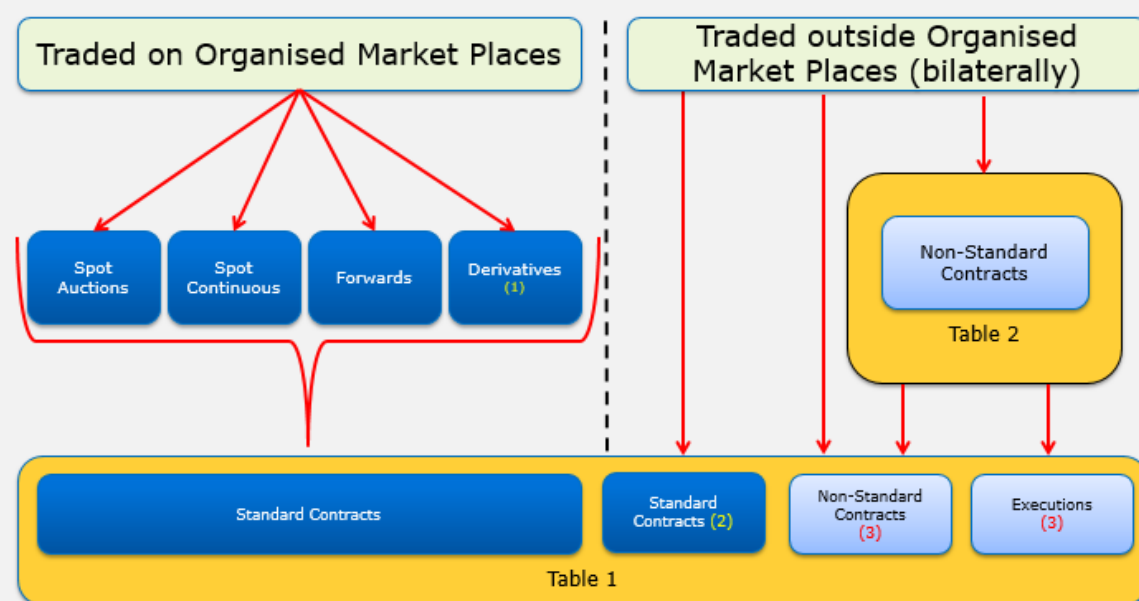 Traded on Organised Market Places
Traded outside Organised
Market Places (bilaterally)
Spot
Auctions
Spot
Continuous
Forwards
Derivatives
(1)
Non-Standard
Contracts
Table 2
Standard Contracts
Standard
Contracts (2)
Non-Standard
Contracts
(3)
Executions
(3)
Table 1